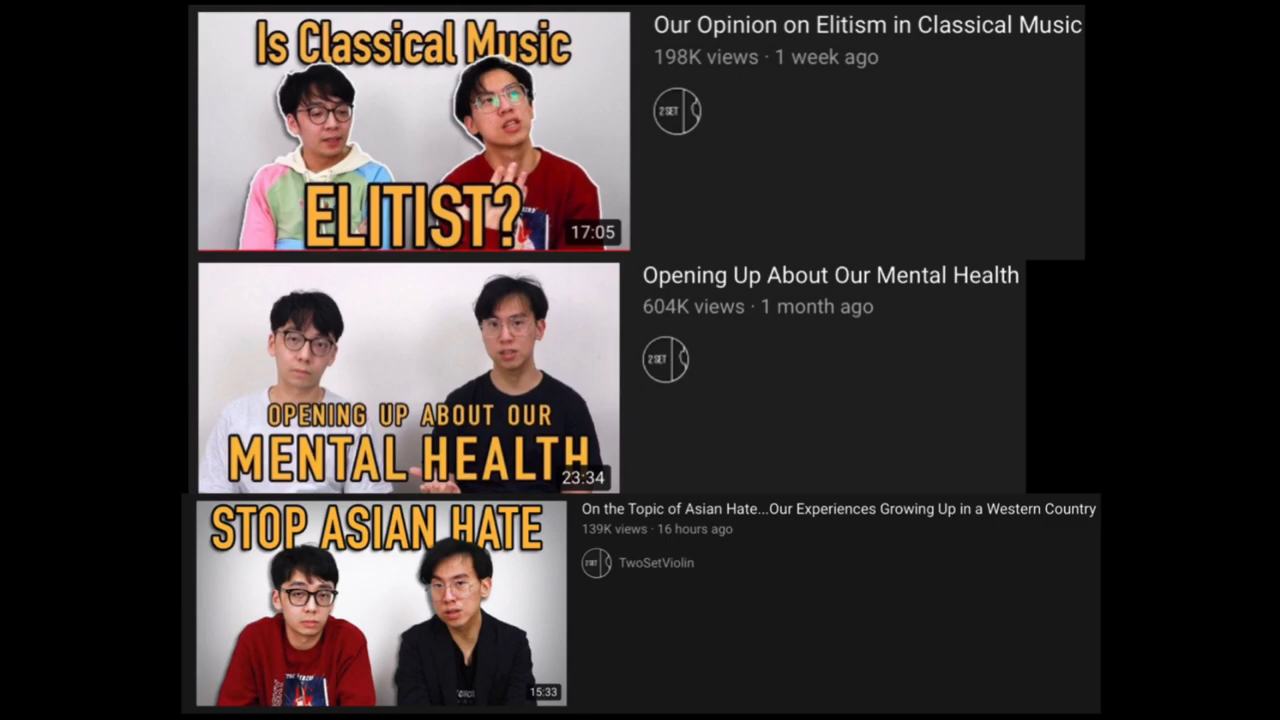 Is Classical Music
ELITIST?
17:05
Our Opinion on Elitism in Classical Music
198K views · 1 week ago
2SET
OPENING UP ABOUT OUR
MENTAL HEALTH
23:34
Opening Up About Our Mental Health
604K views · 1 month ago
2SET
STOP ASIAN HATE
15:33
On the Topic of Asian Hate...Our Experiences Growing Up in a Western Country
139K views · 16 hours ago
2SET
TwoSetViolin